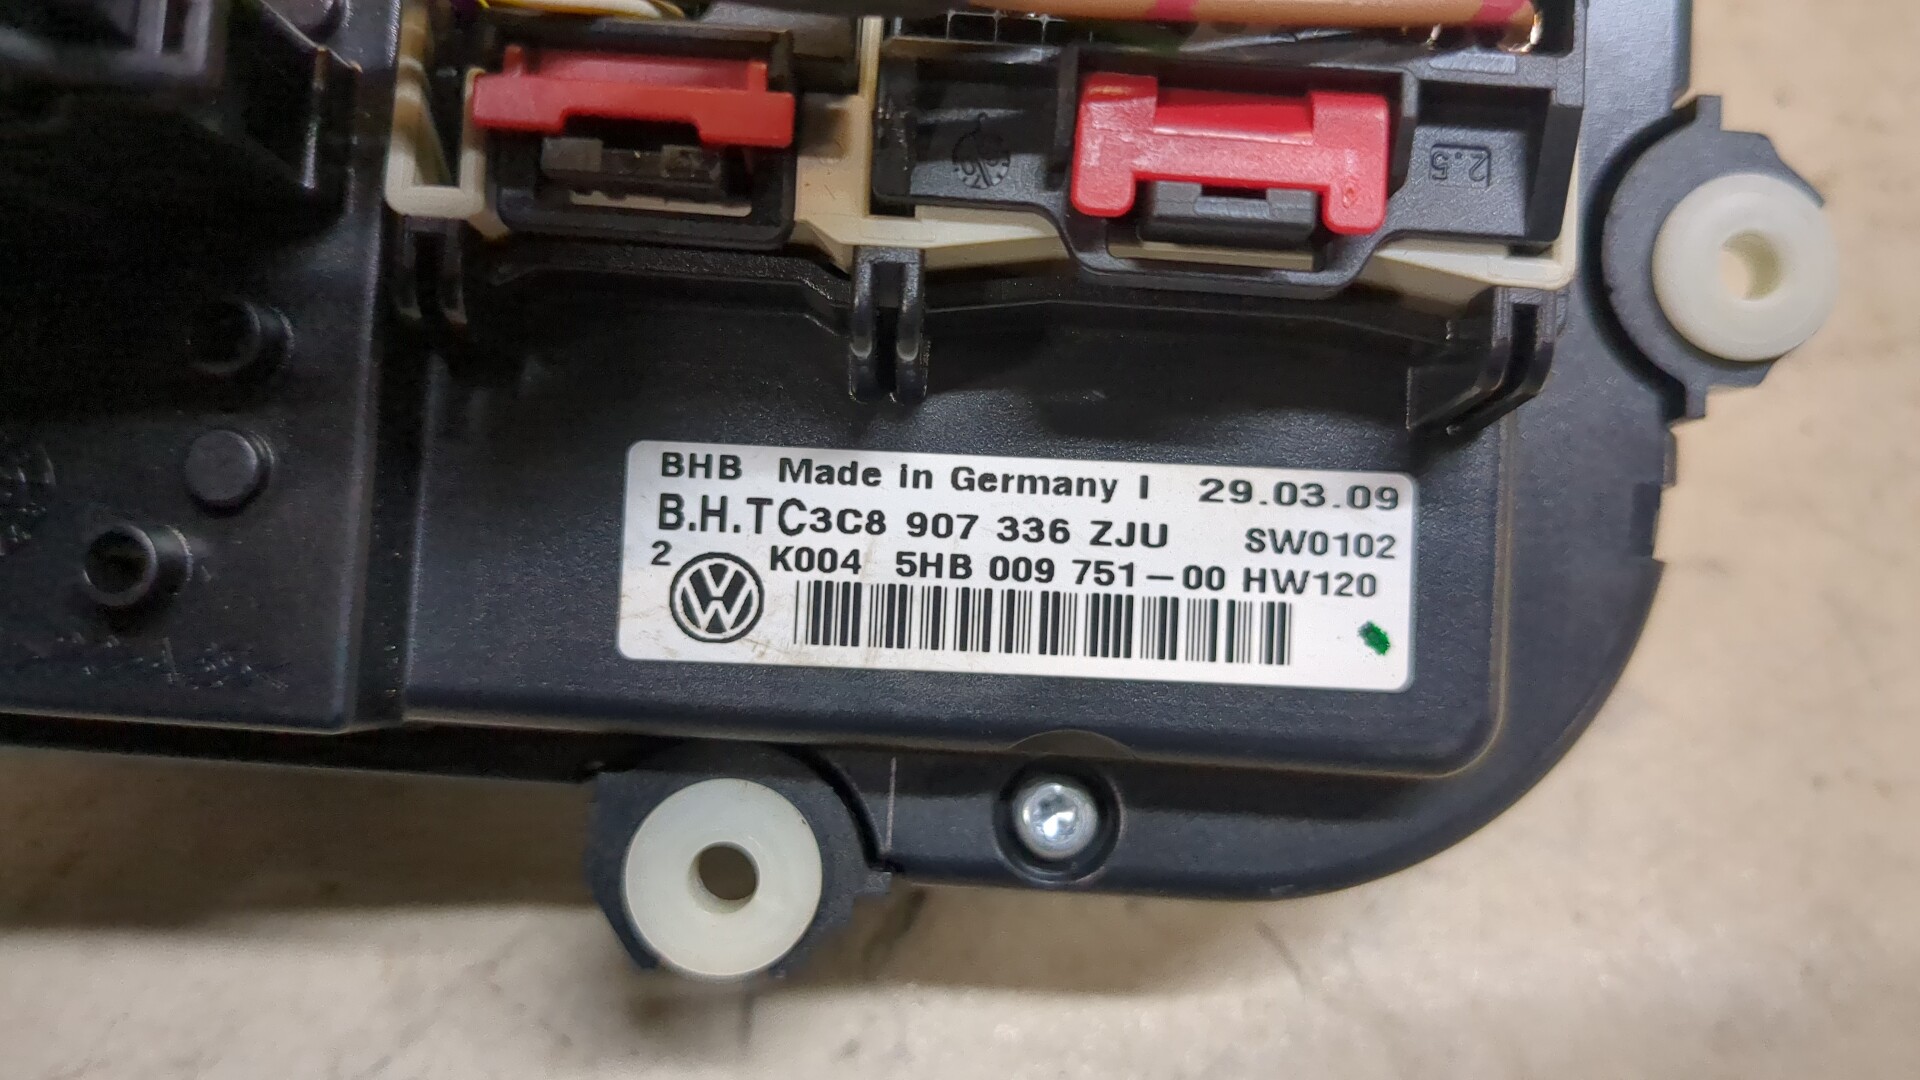 2.5
BHB Made in Germany I 29.03.09
B.H.TC3C8 907 336 ZJU SW0102
2 K004 5HB 009 751-00 HW120